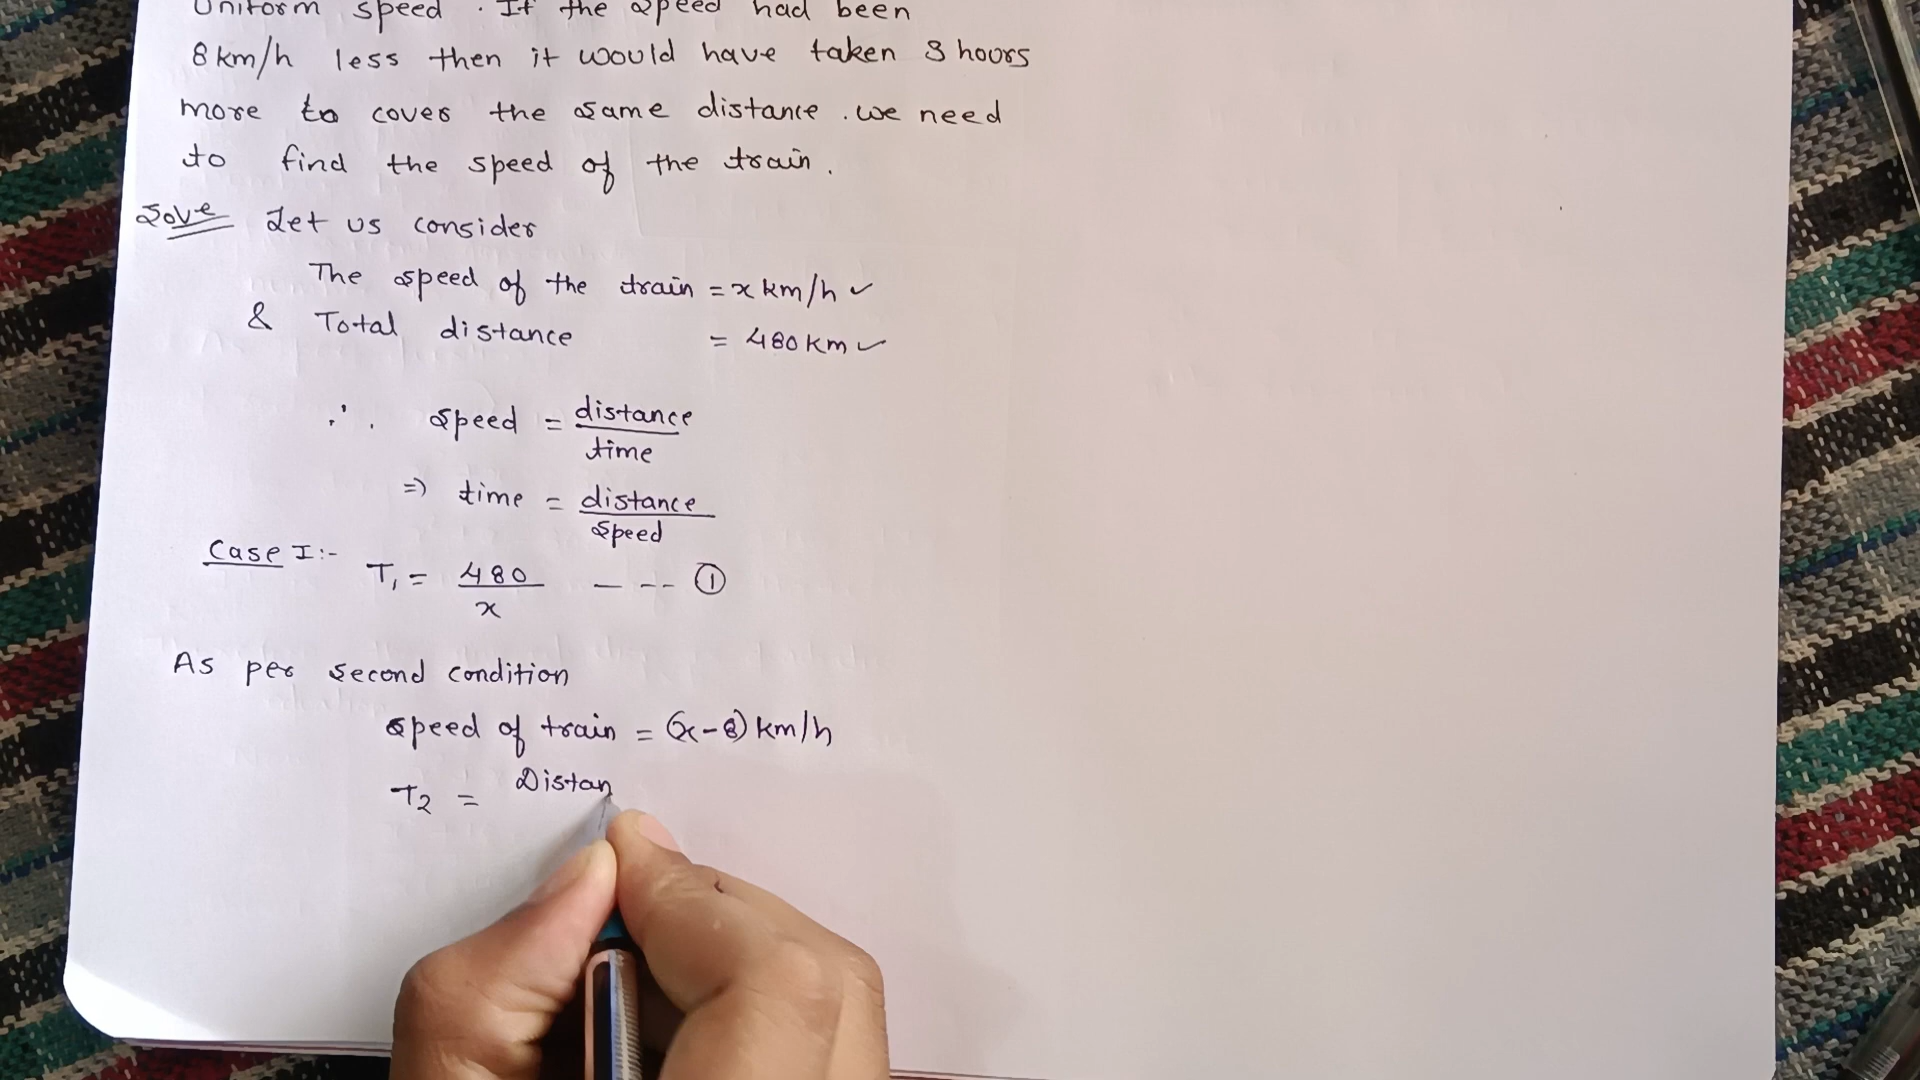 Uniform speed. If the speed had been
8km/h less then it would have taken 3 hours
more to cover the same distance. we need
to find the speed of the train.
Solve Let us consider
The speed of the train = x km/h ✓
& Total distance = 480 km ✓
∴ speed = distance / time
=> time = distance / speed
Case I:- T₁ = 480 / x — - -- ①
As per second condition
speed of train = (x-8) km/h
T₂ = Distan